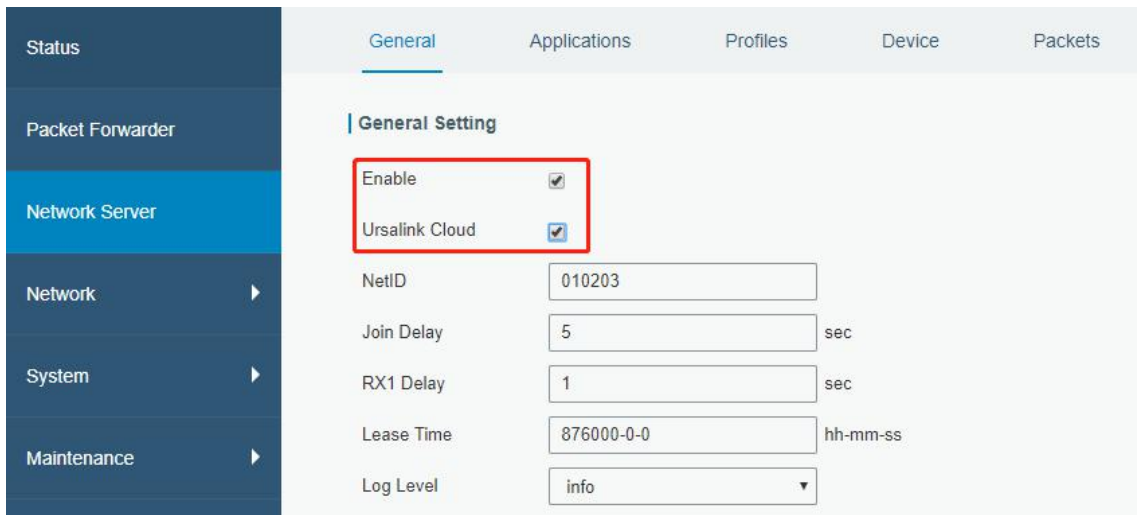 Status
Packet Forwarder
Network Server
Network
System
Maintenance
General Applications Profiles Device Packets
General Setting
Enable
Ursalink Cloud
NetID 010203
Join Delay 5 sec
RX1 Delay 1 sec
Lease Time 876000-0-0 hh-mm-ss
Log Level info